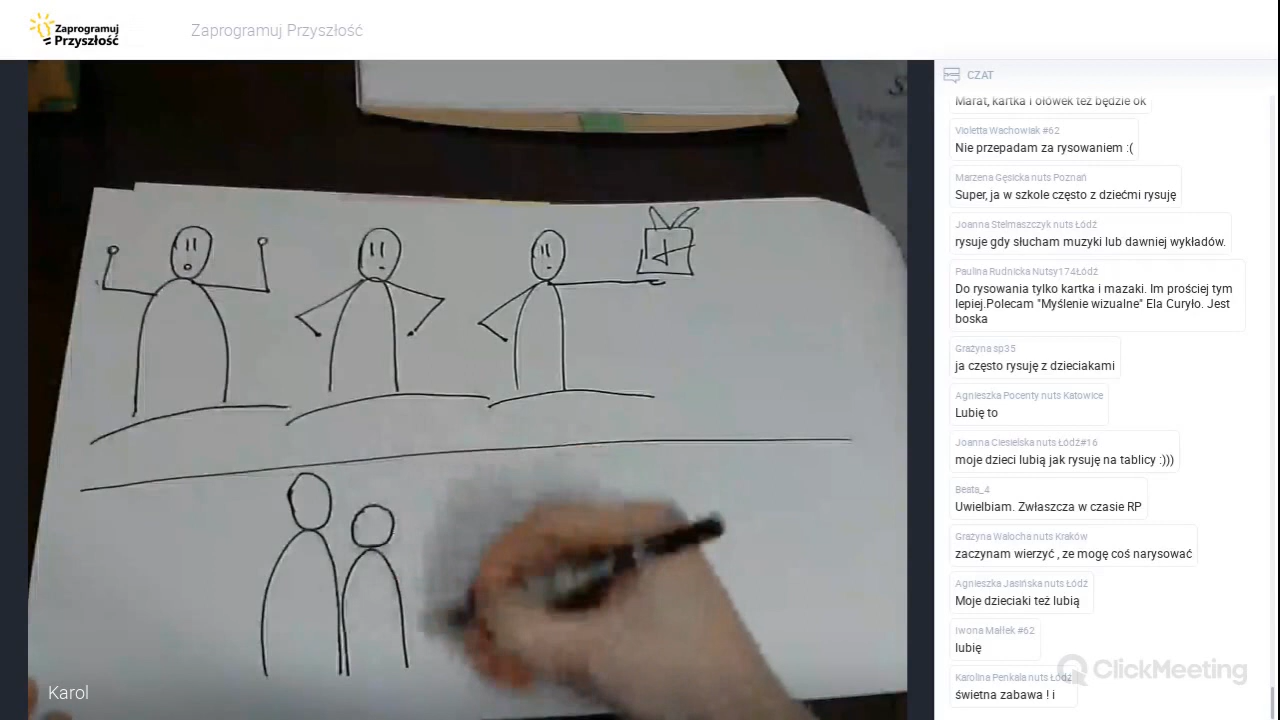 Zaprogramuj
Przyszłość
Zaprogramuj Przyszłość
CZAT
Marat, kartka i ołówek też będzie ok
Violetta Wachowiak #62
Nie przepadam za rysowaniem :(
Marzena Gęsicka nuts Poznań
Super, ja w szkole często z dziećmi rysuję
Joanna Stelmaszczyk nuts Łódź
rysuje gdy słucham muzyki lub dawniej wykładów.
Paulina Rudnicka Nutsy174Łódź
Do rysowania tylko kartka i mazaki. Im prościej tym
lepiej.Polecam "Myślenie wizualne" Ela Curyło. Jest
boska
Grażyna sp35
ja często rysuję z dzieciakami
Agnieszka Pocenty nuts Katowice
Lubię to
Joanna Ciesielska nuts Łódź#16
moje dzieci lubią jak rysuję na tablicy :)))
Beata_4
Uwielbiam. Zwłaszcza w czasie RP
Grażyna Walocha nuts Kraków
zaczynam wierzyć , ze mogę coś narysować
Agnieszka Jasińska nuts Łódź
Moje dzieciaki też lubią
Iwona Małłek #62
lubię
Karolina Penkala nuts Łódź
świetna zabawa ! i
ClickMeeting
Karol